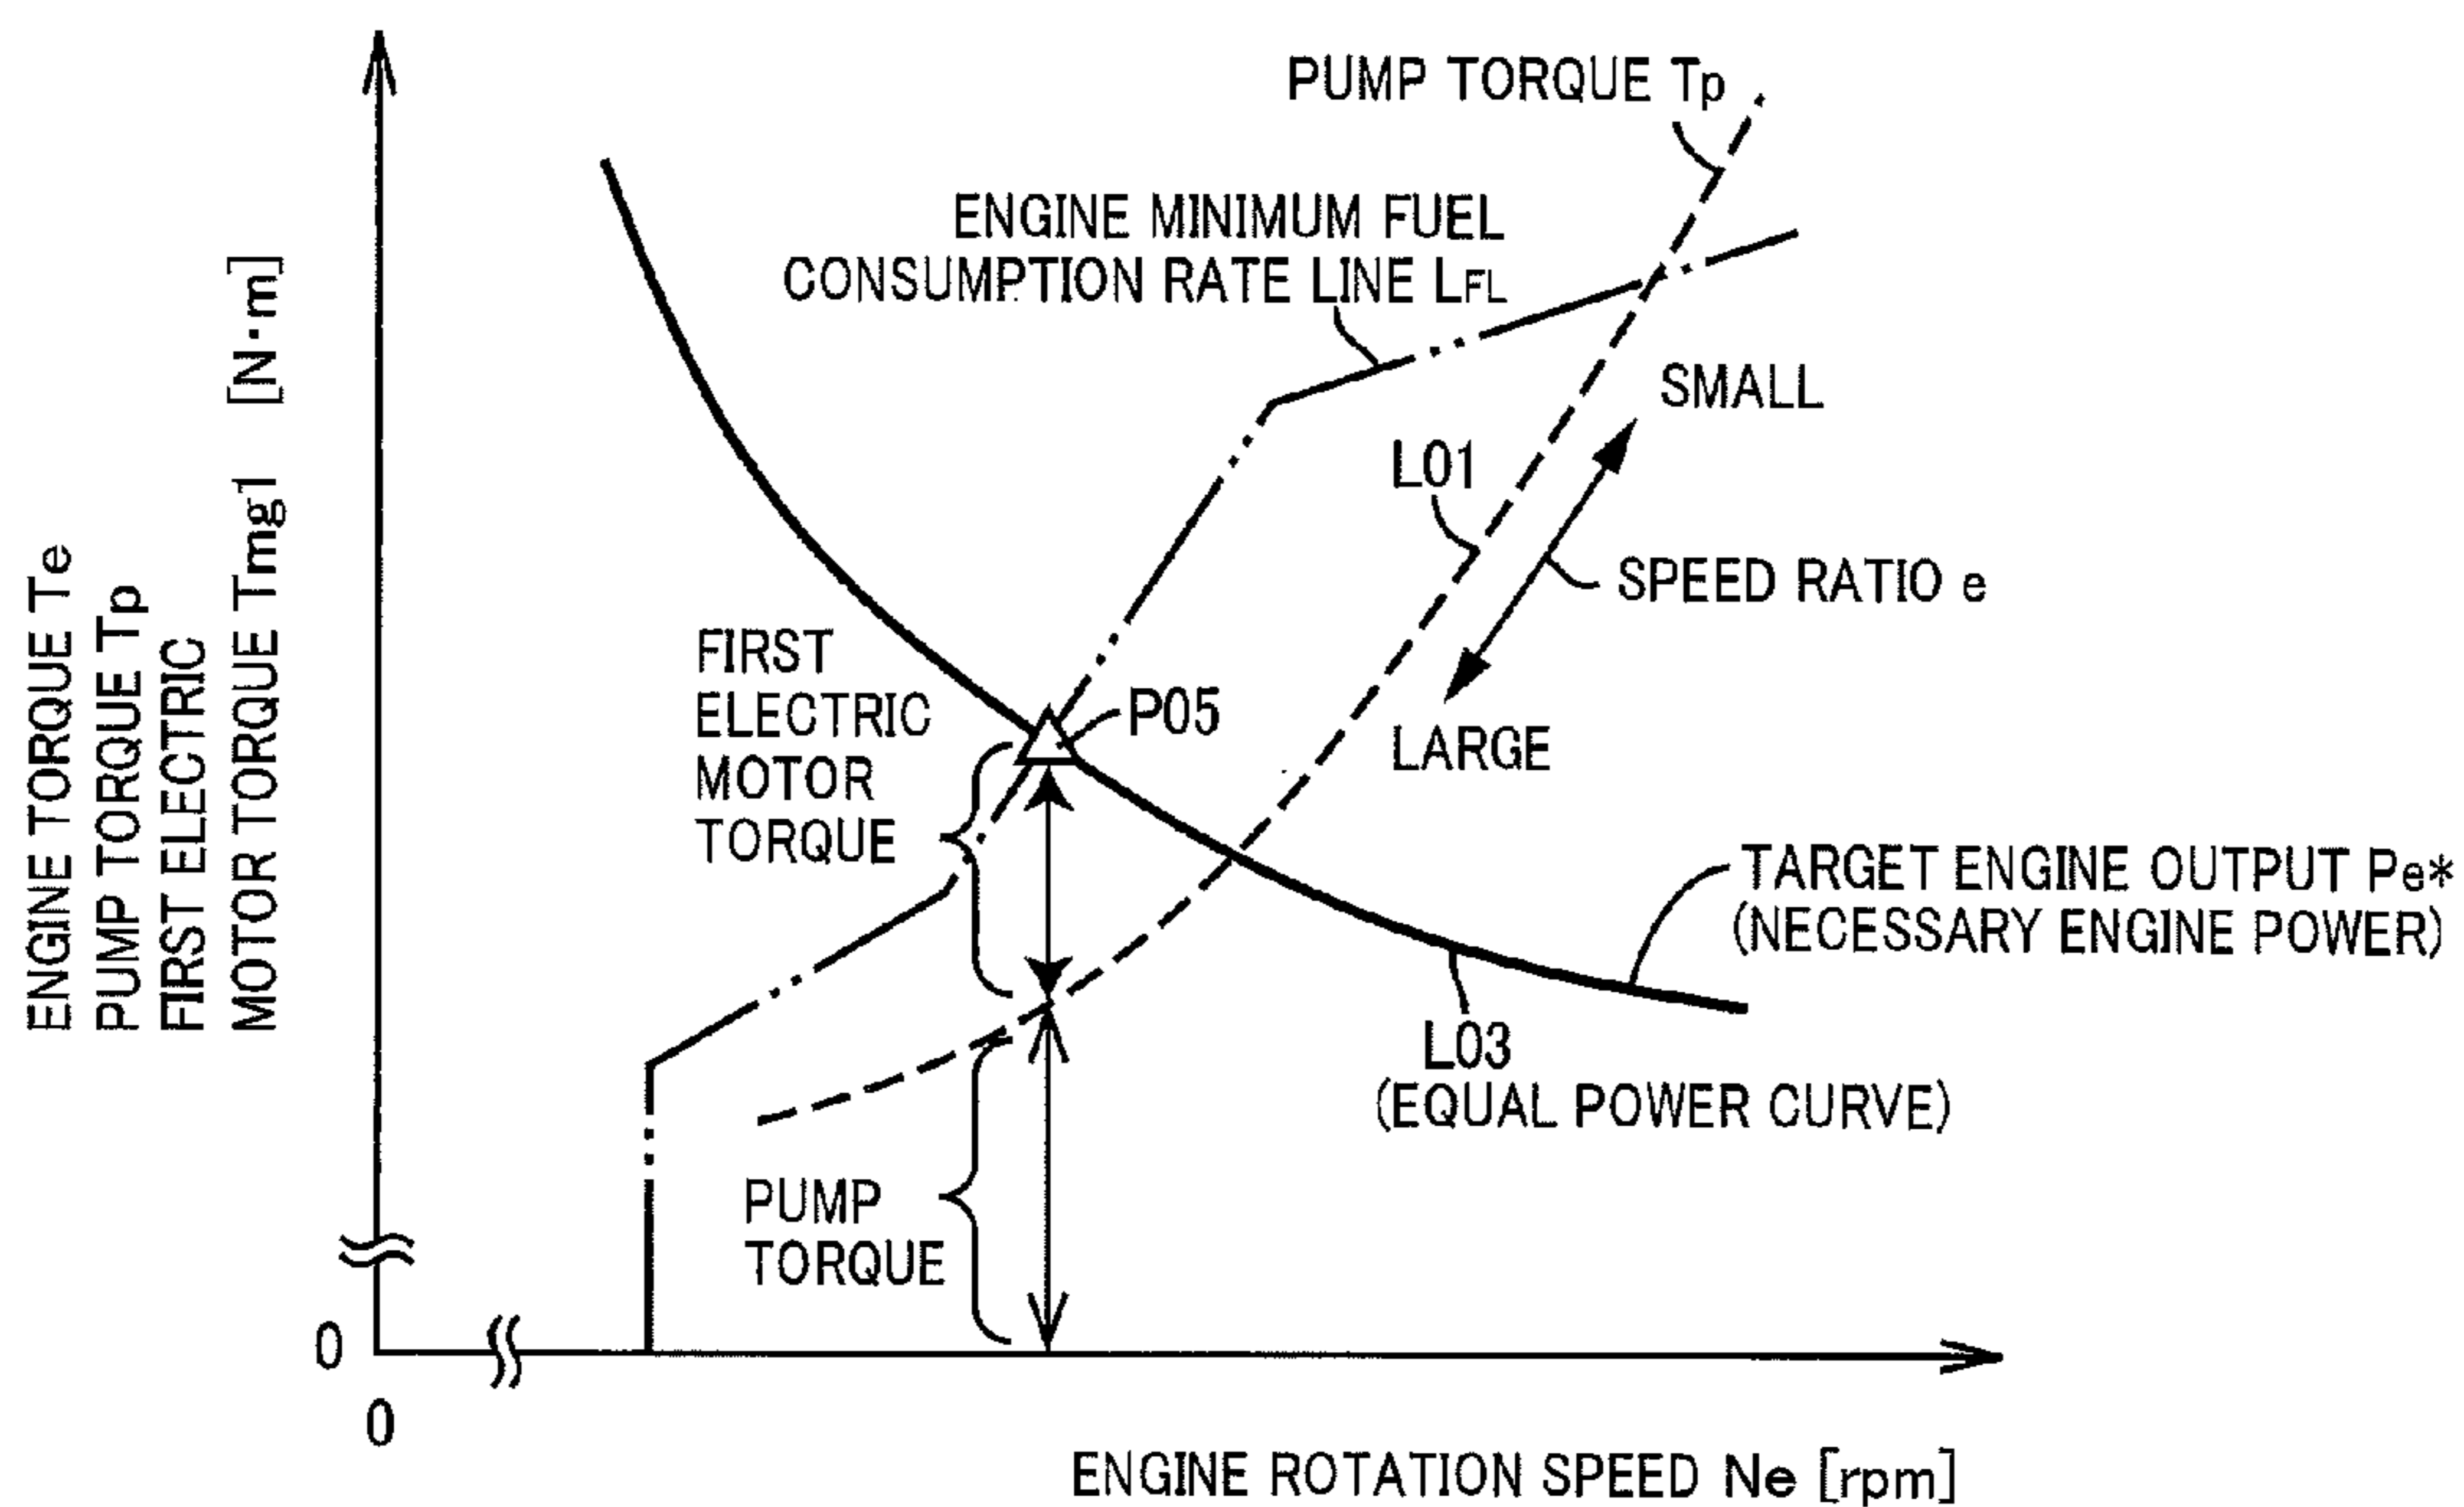 PUMP TORQUE Tp
ENGINE MINIMUM FUEL
CONSUMPTION RATE LINE LFL
SMALL
L01
SPEED RATIO e
LARGE
FIRST
ELECTRIC
MOTOR
TORQUE
P05
TARGET ENGINE OUTPUT Pe*
(NECESSARY ENGINE POWER)
L03
(EQUAL POWER CURVE)
PUMP
TORQUE
ENGINE TORQUE Te
PUMP TORQUE Tp
FIRST ELECTRIC
MOTOR TORQUE Tmg1 [N·m]
0
0
ENGINE ROTATION SPEED Ne [rpm]